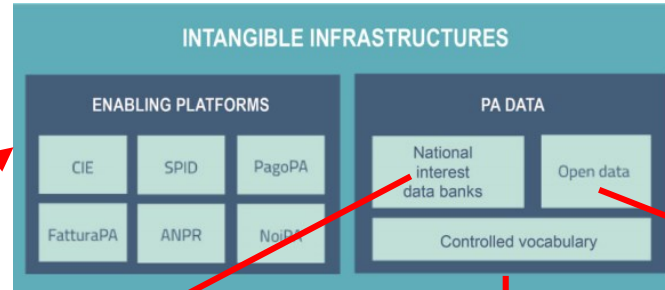 INTANGIBLE INFRASTRUCTURES
ENABLING PLATFORMS
CIE
SPID
PagoPA
FatturaPA
ANPR
NoiPA
PA DATA
National
interest
data banks
Open data
Controlled vocabulary